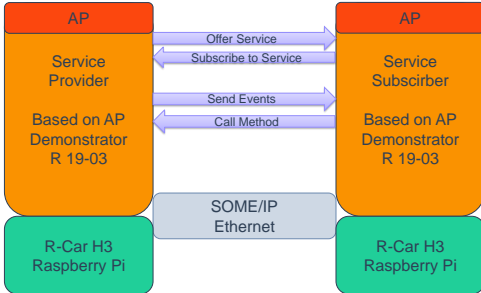 AP
AP
Offer Service
Subscribe to Service
Service
Provider
Service
Subscirber
Send Events
Call Method
Based on AP
Demonstrator
R 19-03
Based on AP
Demonstrator
R 19-03
SOME/IP
Ethernet
R-Car H3
Raspberry Pi
R-Car H3
Raspberry Pi